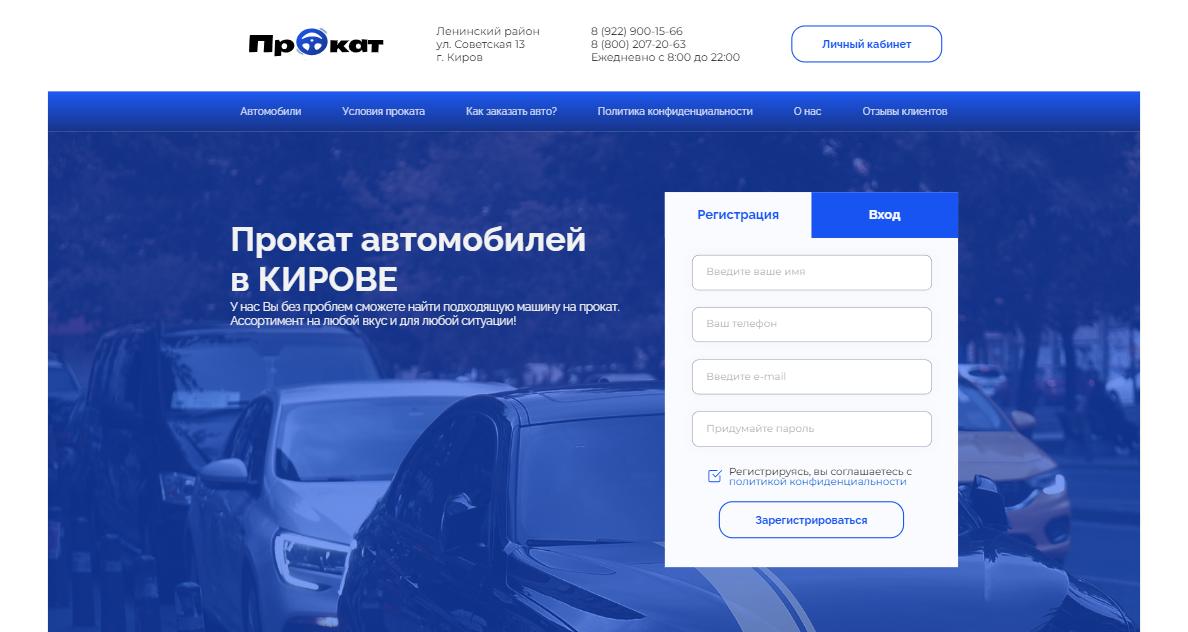 Прокат
Ленинский район
ул. Советская 13
г. Киров
8 (922) 900-15-66
8 (800) 207-20-63
Ежедневно с 8:00 до 22:00
Личный кабинет
Автомобили
Условия проката
Как заказать авто?
Политика конфиденциальности
О нас
Отзывы клиентов
Прокат автомобилей
в КИРОВЕ
У нас Вы без проблем сможете найти подходящую машину на прокат.
Ассортимент на любой вкус и для любой ситуации!
Регистрация
Вход
Введите ваше имя
Ваш телефон
Введите e-mail
Придумайте пароль
Регистрируясь, вы соглашаетесь с
политикой конфиденциальности
Зарегистрироваться